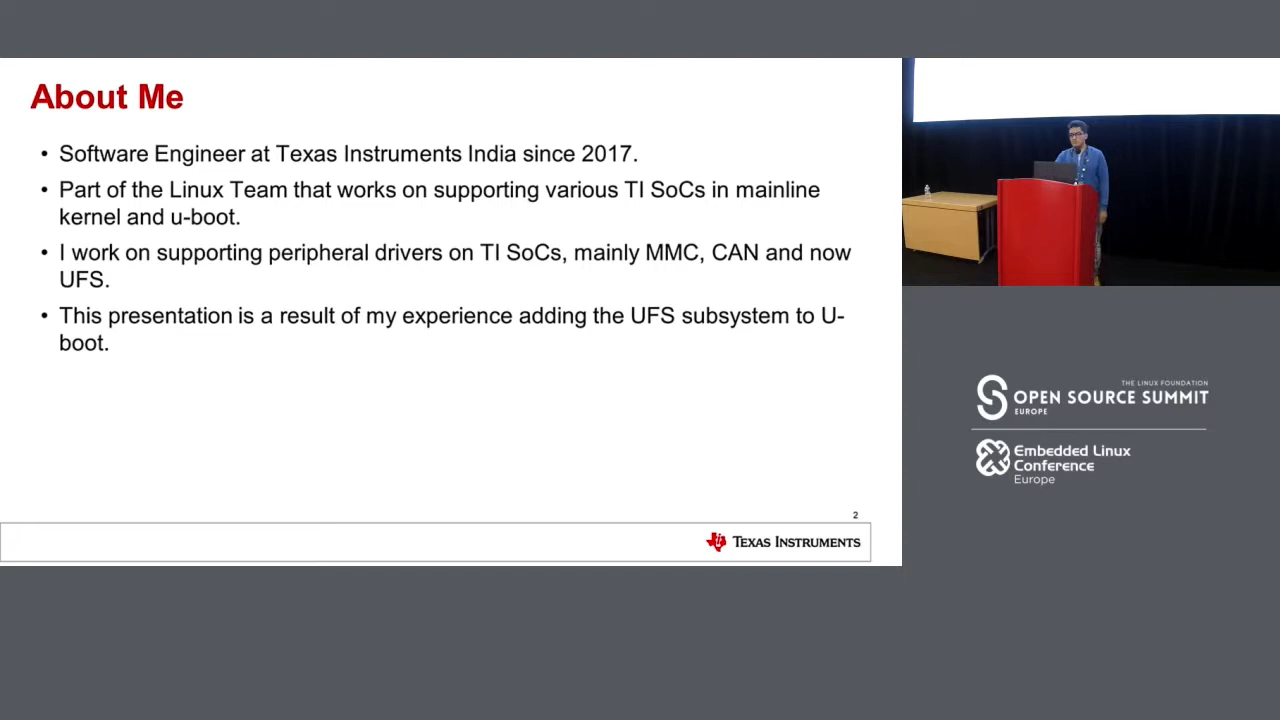 About Me
• Software Engineer at Texas Instruments India since 2017.
• Part of the Linux Team that works on supporting various TI SoCs in mainline
kernel and u-boot.
• I work on supporting peripheral drivers on TI SoCs, mainly MMC, CAN and now
UFS.
• This presentation is a result of my experience adding the UFS subsystem to U-
boot.
2
TEXAS INSTRUMENTS
THE LINUX FOUNDATION
OPEN SOURCE SUMMIT
EUROPE
Embedded Linux
Conference
Europe